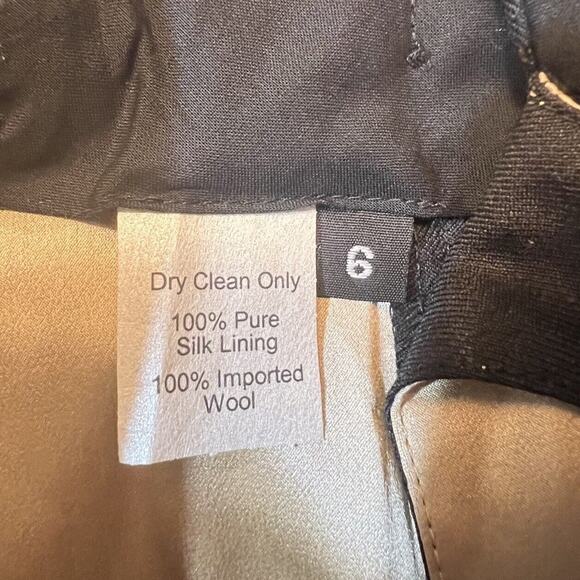 6
Dry Clean Only
100% Pure
Silk Lining
100% Imported
Wool